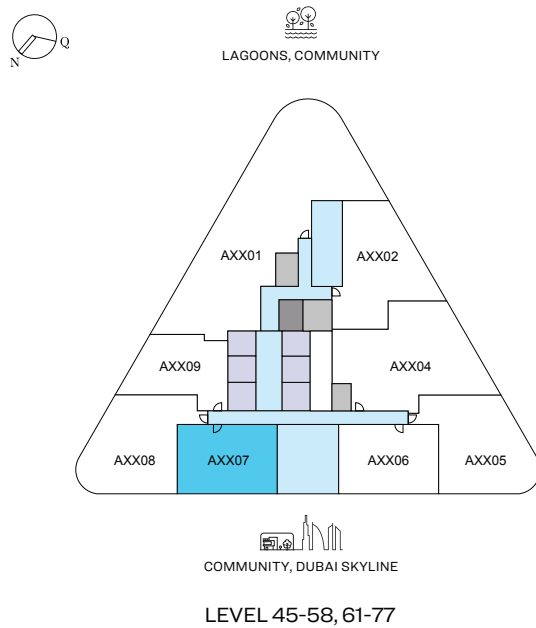 N
Q
LAGOONS, COMMUNITY
AXX01
AXX02
AXX09
AXX04
AXX08
AXX07
AXX06
AXX05
COMMUNITY, DUBAI SKYLINE
LEVEL 45-58, 61-77